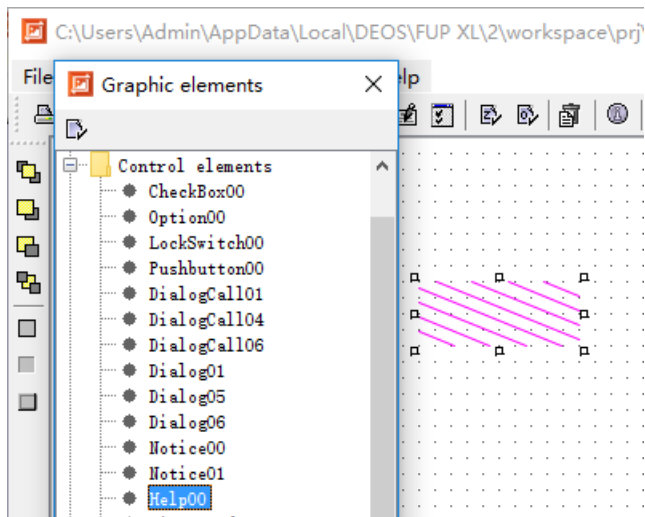 C:\Users\Admin\AppData\Local\DEOS\FUP XL\2\workspace\prj\
File
Graphic elements
Control elements
CheckBox00
Option00
LockSwitch00
Pushbutton00
DialogCall01
DialogCall04
DialogCall06
Dialog01
Dialog05
Dialog06
Notice00
Notice01
Help00